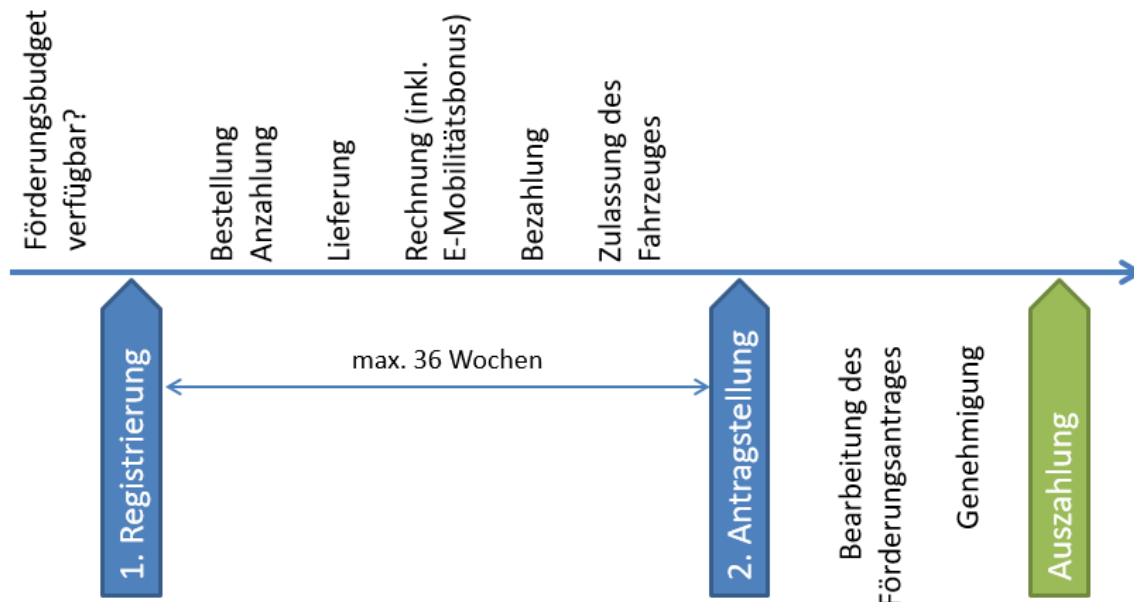 Förderungsbudget
verfügbar?
Bestellung
Anzahlung
Lieferung
Rechnung (inkl.
E-Mobilitätsbonus)
Bezahlung
Zulassung des
Fahrzeuges
1. Registrierung
max. 36 Wochen
2. Antragstellung
Bearbeitung des
Förderungsantrages
Genehmigung
Auszahlung